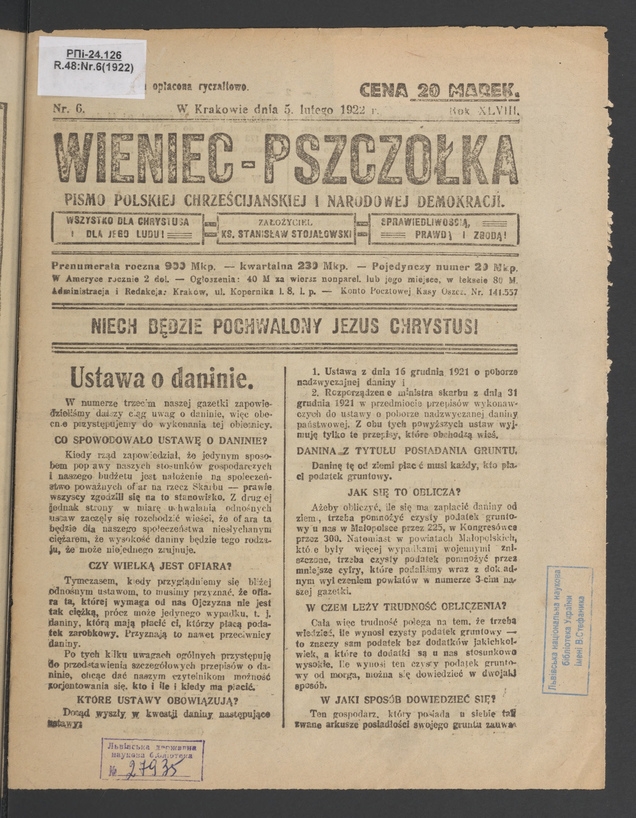 РПі-24.126
R.48:Nr.6(1922)
opłacona ryczałtowo.
CENA 20 MAREK.
Nr. 6.
W Krakowie dnia 5. lutego 1922 r.
Rok XLVIII.
WIENIEC-PSZCZÓŁKA
PISMO POLSKIEJ CHRZEŚCIJAŃSKIEJ I NARODOWEJ DEMOKRACJI.
WSZYSTKO DLA CHRYSTUSA
I DLA JEGO LUDU!
ZAŁOŻYCIEL
KS. STANISŁAW STOJAŁOWSKI
SPRAWIEDLIWOŚCIĄ,
PRAWDĄ I ZGODĄ!
Prenumerata roczna 900 Mkp. — kwartalna 230 Mkp. — Pojedynczy numer 20 Mkp.
W Ameryce rocznie 2 dol. — Ogłoszenia: 40 M za wiersz nonparel. lub jego miejsce, w tekście 80 M.
Administracja i Redakcja: Kraków, ul. Kopernika l. 8. I. p. — Konto Pocztowej Kasy Oszcz. Nr. 141.557
NIECH BĘDZIE POCHWALONY JEZUS CHRYSTUS!
Ustawa o daninie.
W numerze trzecim naszej gazetki zapowie-
dzieliśmy dalszy ciąg uwag o daninie, więc obe-
cnie przystępujemy do wykonania tej obietnicy.
CO SPOWODOWAŁO USTAWĘ O DANINIE?
Kiedy rząd zapowiedział, że jedynym sposo-
bem poprawy naszych stosunków gospodarczych
i naszego budżetu jest nałożenie na społeczeń-
stwo poważnych ofiar na rzecz Skarbu — prawie
wszyscy zgodzili się na to stanowisko. Z drugiej
jednak strony w miarę uchwalania odnośnych
ustaw zaczęły się rozchodzić wieści, że ofiara ta
będzie dla naszego społeczeństwa niesłychanym
ciężarem, że wysokość daniny będzie tego rodza-
ju, że może niejednego zrujnuje.
CZY WIELKĄ JEST OFIARA?
Tymczasem, kiedy przyglądniemy się bliżej
odnośnym ustawom, to musimy przyznać, że ofia-
ra ta, której wymaga od nas Ojczyzna nie jest
tak ciężką, prócz może jedynego wypadku, t. j.
daniny, którą mają płacić ci, którzy płacą poda-
tek zarobkowy. Przyznają to nawet przeciwnicy
daniny.
Po tych kilku uwagach ogólnych przystępuję
do przedstawienia szczegółowych przepisów o da-
ninie, chcąc dać naszym czytelnikom możność
zorjentowania się, kto i ile i kiedy ma płacić.
KTÓRE USTAWY OBOWIĄZUJĄ?
Dotąd wyszły w kwestji daniny następujące
ustawy:
1. Ustawa z dnia 16 grudnia 1921 o poborze
nadzwyczajnej daniny i
2. Rozporządzenie ministra skarbu z dnia 31
grudnia 1921 w przedmiocie przepisów wykonaw-
czych do ustawy o poborze nadzwyczanej daniny
państwowej. Z obu tych powyższych ustaw wyj-
muję tylko te przepisy, które obchodzą wieś.
DANINA Z TYTUŁU POSIADANIA GRUNTU.
Daninę tę od ziemi płacić musi każdy, kto pła-
ci podatek gruntowy.
JAK SIĘ TO OBLICZA?
Ażeby obliczyć, ile się ma zapłacić daniny od
ziemi, trzeba pomnożyć czysty podatek grunto-
wy u nas w Małopolsce przez 225, w Kongresówce
przez 300. Natomiast w powiatach Małopolskich,
które były więcej wypadkami wojennymi zni-
szczone, trzeba czysty podatek pomnożyć przez
mniejsze cyfry, które podaliśmy wraz z dokład-
nym wyliczeniem powiatów w numerze 3-cim na-
szej gazetki.
W CZEM LEŻY TRUDNOŚĆ OBLICZENIA?
Cała więc trudność polega na tem, że trzeba
wiedzieć, ile wynosi czysty podatek gruntowy —
to znaczy sam podatek bez dodatków jakichkol-
wiek, a które to dodatki są u nas stosunkowo
wysokie. Ile wynosi ten czysty podatek grunto-
wy od morga, można się dowiedzieć w dwojaki
sposób.
W JAKI SPOSÓB DOWIEDZIEĆ SIĘ?
Ten gospodarz, który posiada u siebie tak
zwane arkusze posiadłości swojego gruntu zauwa-
Львівська національна наукова
бібліотека України
імені В.Стефаника
Львівська державна
наукова бібліотека
№ 27935